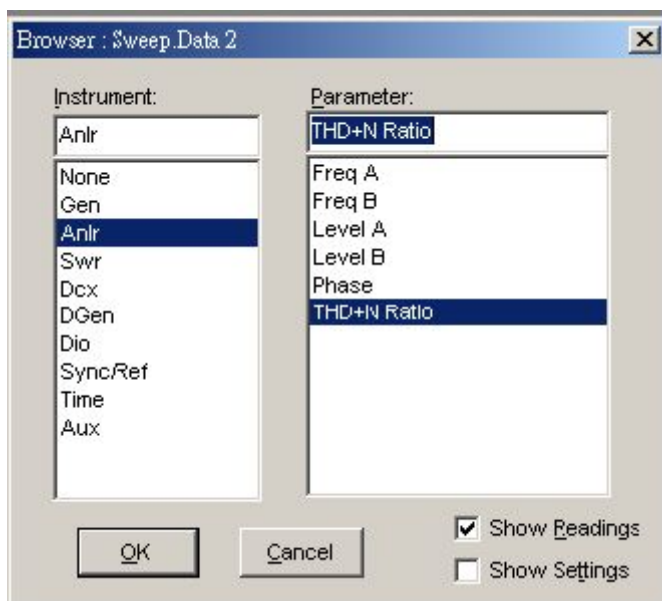 Browser : Sweep.Data 2
Instrument:
Anlr
None
Gen
Anlr
Swr
Dcx
DGen
Dio
Sync/Ref
Time
Aux
Parameter:
THD+N Ratio
Freq A
Freq B
Level A
Level B
Phase
THD+N Ratio
OK
Cancel
Show Readings
Show Settings